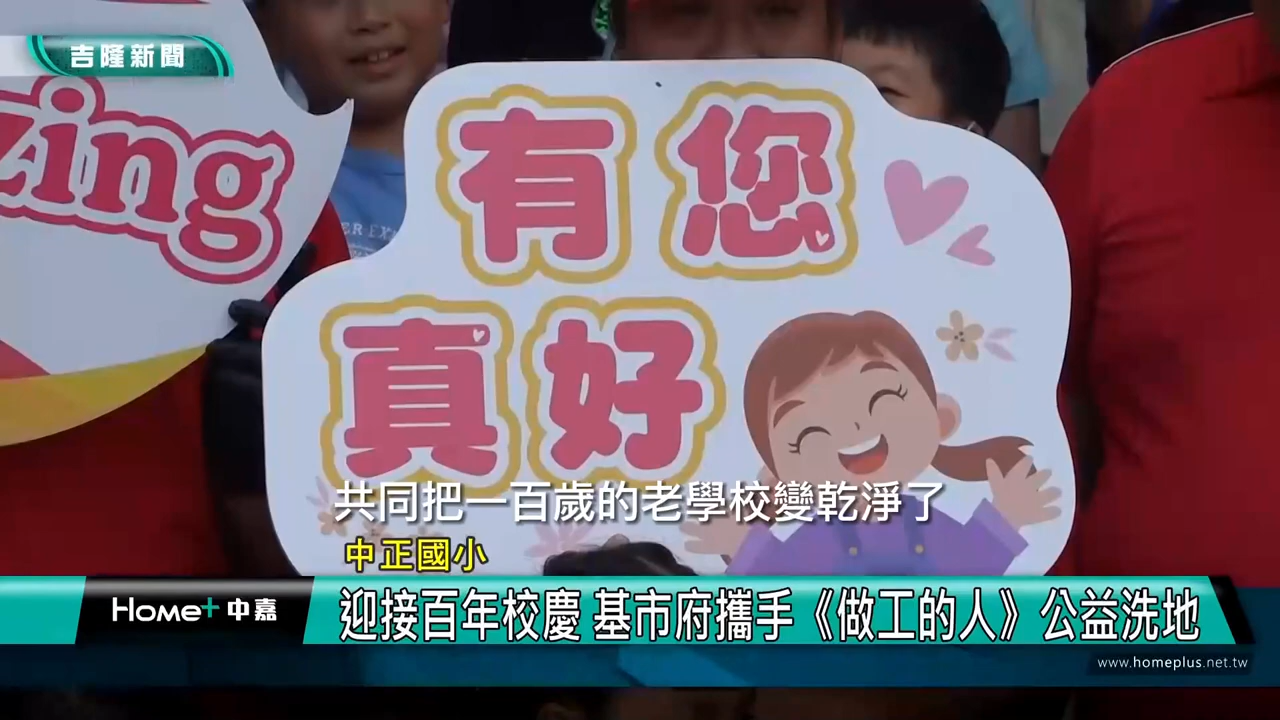 吉隆新聞
zing
有您
真好
共同把一百歲的老學校變乾淨了
中正國小
Home+ 中嘉
迎接百年校慶 基市府攜手《做工的人》公益洗地
www.homeplus.net.tw